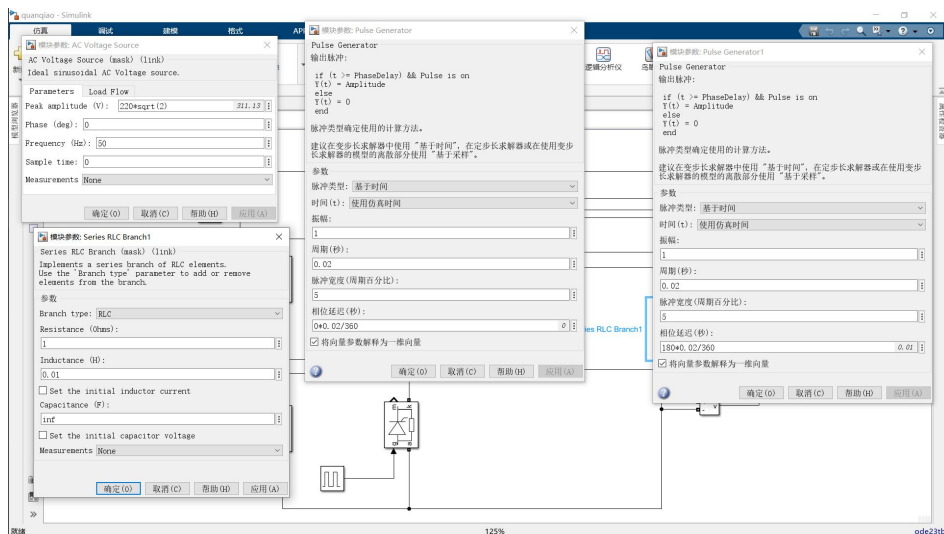 quanqiao - Simulink
仿真
调试
建模
格式
模块参数: AC Voltage Source
AC Voltage Source (mask) (link)
Ideal sinusoidal AC Voltage source.
Parameters Load Flow
Peak amplitude (V): 220*sqrt(2) 311.13
Phase (deg): 0
Frequency (Hz): 50
Sample time: 0
Measurements None
确定(O) 取消(C) 帮助(H) 应用(A)
模块参数: Series RLC Branch1
Series RLC Branch (mask) (link)
Implements a series branch of RLC elements.
Use the `Branch type` parameter to add or remove
elements from the branch.
参数
Branch type: RLC
Resistance (Ohms):
1
Inductance (H):
0.01
Set the initial inductor current
Capacitance (F):
inf
Set the initial capacitor voltage
Measurements None
确定(O) 取消(C) 帮助(H) 应用(A)
模块参数: Pulse Generator
Pulse Generator
输出脉冲:
if (t >= PhaseDelay) && Pulse is on
Y(t) = Amplitude
else
Y(t) = 0
end
脉冲类型确定使用的计算方法。
建议在变步长求解器中使用 "基于时间", 在定步长求解器或在使用变步
长求解器的模型的离散部分使用 "基于采样"。
参数
脉冲类型: 基于时间
时间(t): 使用仿真时间
振幅:
1
周期(秒):
0.02
脉冲宽度(周期百分比):
5
相位延迟(秒):
0*0.02/360 0
将向量参数解释为一维向量
确定(O) 取消(C) 帮助(H) 应用(A)
逻辑分析仪
模块参数: Pulse Generator1
Pulse Generator
输出脉冲:
if (t >= PhaseDelay) && Pulse is on
Y(t) = Amplitude
else
Y(t) = 0
end
脉冲类型确定使用的计算方法。
建议在变步长求解器中使用 "基于时间", 在定步长求解器或在使用变步
长求解器的模型的离散部分使用 "基于采样"。
参数
脉冲类型: 基于时间
时间(t): 使用仿真时间
振幅:
1
周期(秒):
0.02
脉冲宽度(周期百分比):
5
相位延迟(秒):
180*0.02/360 0.01
将向量参数解释为一维向量
确定(O) 取消(C) 帮助(H) 应用(A)
RLC Branch1
就绪
125%